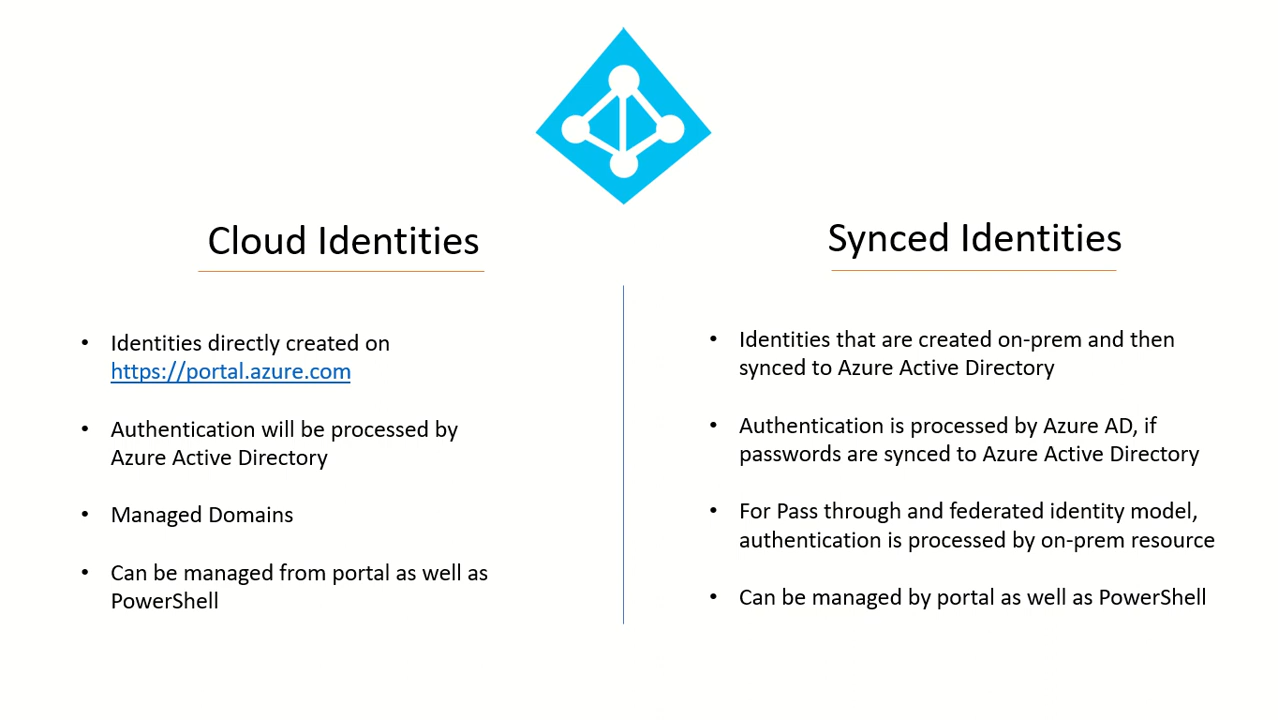 Cloud Identities
• Identities directly created on
https://portal.azure.com
• Authentication will be processed by
Azure Active Directory
• Managed Domains
• Can be managed from portal as well as
PowerShell
Synced Identities
• Identities that are created on-prem and then
synced to Azure Active Directory
• Authentication is processed by Azure AD, if
passwords are synced to Azure Active Directory
• For Pass through and federated identity model,
authentication is processed by on-prem resource
• Can be managed by portal as well as PowerShell